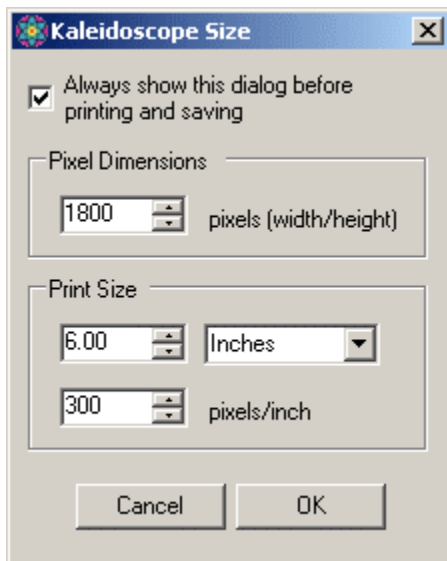 Kaleidoscope Size
Always show this dialog before
printing and saving
Pixel Dimensions
1800 pixels (width/height)
Print Size
6.00 Inches
300 pixels/inch
Cancel OK